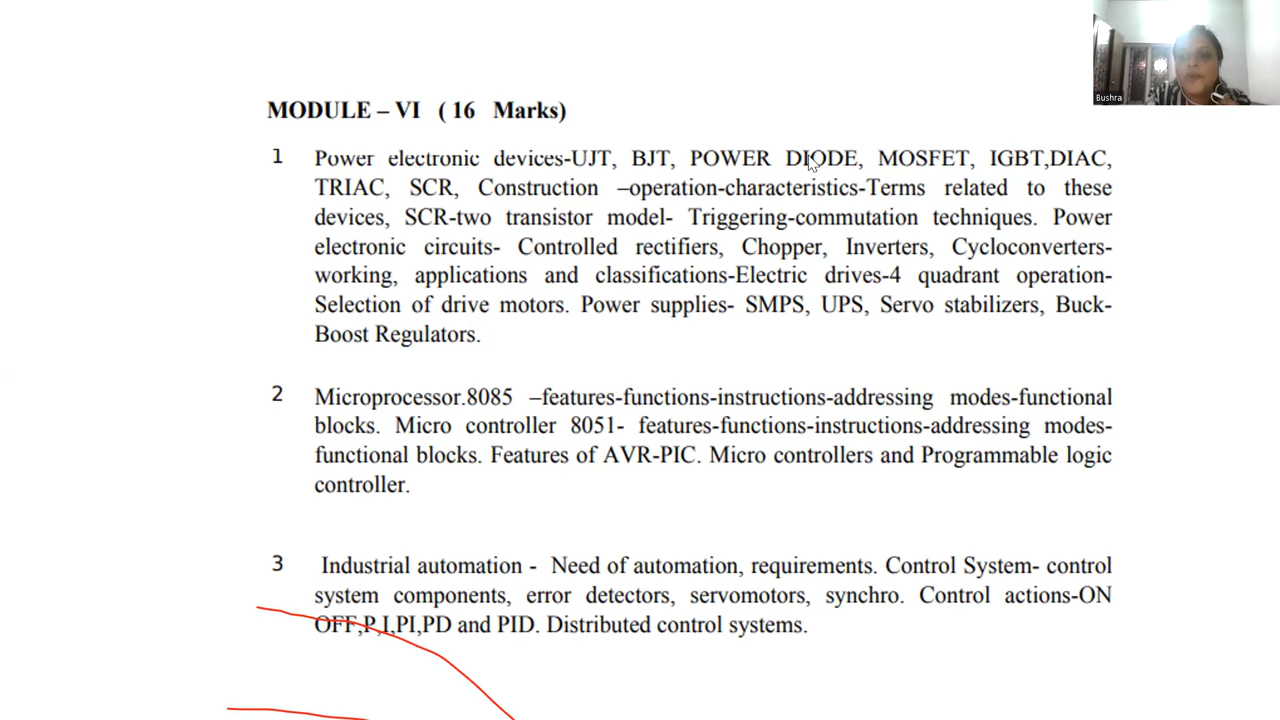 Bushra
MODULE – VI ( 16 Marks)
1 Power electronic devices-UJT, BJT, POWER DIODE, MOSFET, IGBT,DIAC,
TRIAC, SCR, Construction –operation-characteristics-Terms related to these
devices, SCR-two transistor model- Triggering-commutation techniques. Power
electronic circuits- Controlled rectifiers, Chopper, Inverters, Cycloconverters-
working, applications and classifications-Electric drives-4 quadrant operation-
Selection of drive motors. Power supplies- SMPS, UPS, Servo stabilizers, Buck-
Boost Regulators.
2 Microprocessor.8085 –features-functions-instructions-addressing modes-functional
blocks. Micro controller 8051- features-functions-instructions-addressing modes-
functional blocks. Features of AVR-PIC. Micro controllers and Programmable logic
controller.
3 Industrial automation - Need of automation, requirements. Control System- control
system components, error detectors, servomotors, synchro. Control actions-ON
OFF,P,I,PI,PD and PID. Distributed control systems.